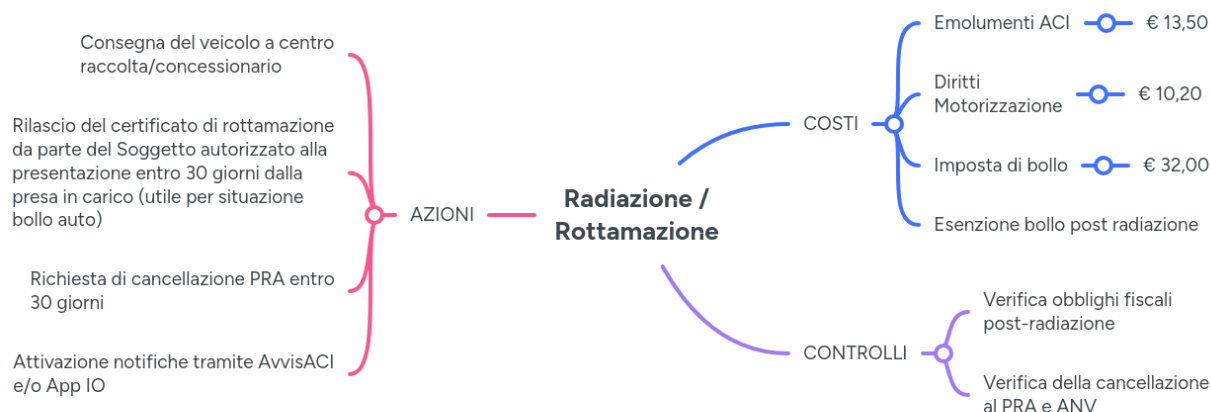 Radiazione /
Rottamazione
AZIONI
Consegna del veicolo a centro
raccolta/concessionario
Rilascio del certificato di rottamazione
da parte del Soggetto autorizzato alla
presentazione entro 30 giorni dalla
presa in carico (utile per situazione
bollo auto)
Richiesta di cancellazione PRA entro
30 giorni
Attivazione notifiche tramite AvvisACI
e/o App IO
COSTI
Emolumenti ACI € 13,50
Diritti
Motorizzazione € 10,20
Imposta di bollo € 32,00
Esenzione bollo post radiazione
CONTROLLI
Verifica obblighi fiscali
post-radiazione
Verifica della cancellazione
al PRA e ANV